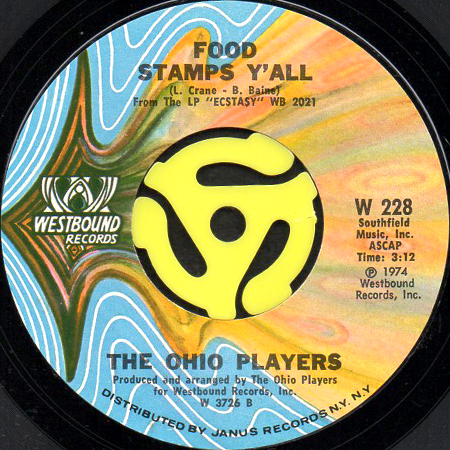 FOOD
STAMPS Y'ALL
(L. Crane - B. Baine)
From The LP "ECSTASY" WB 2021
WESTBOUND
RECORDS
W 228
Southfield
Music, Inc.
ASCAP
Time: 3:12
℗ 1974
Westbound
Records, Inc.
THE OHIO PLAYERS
Produced and arranged by The Ohio Players
for Westbound Records, Inc.
W 3726 B
DISTRIBUTED BY JANUS RECORDS N.Y. N.Y.